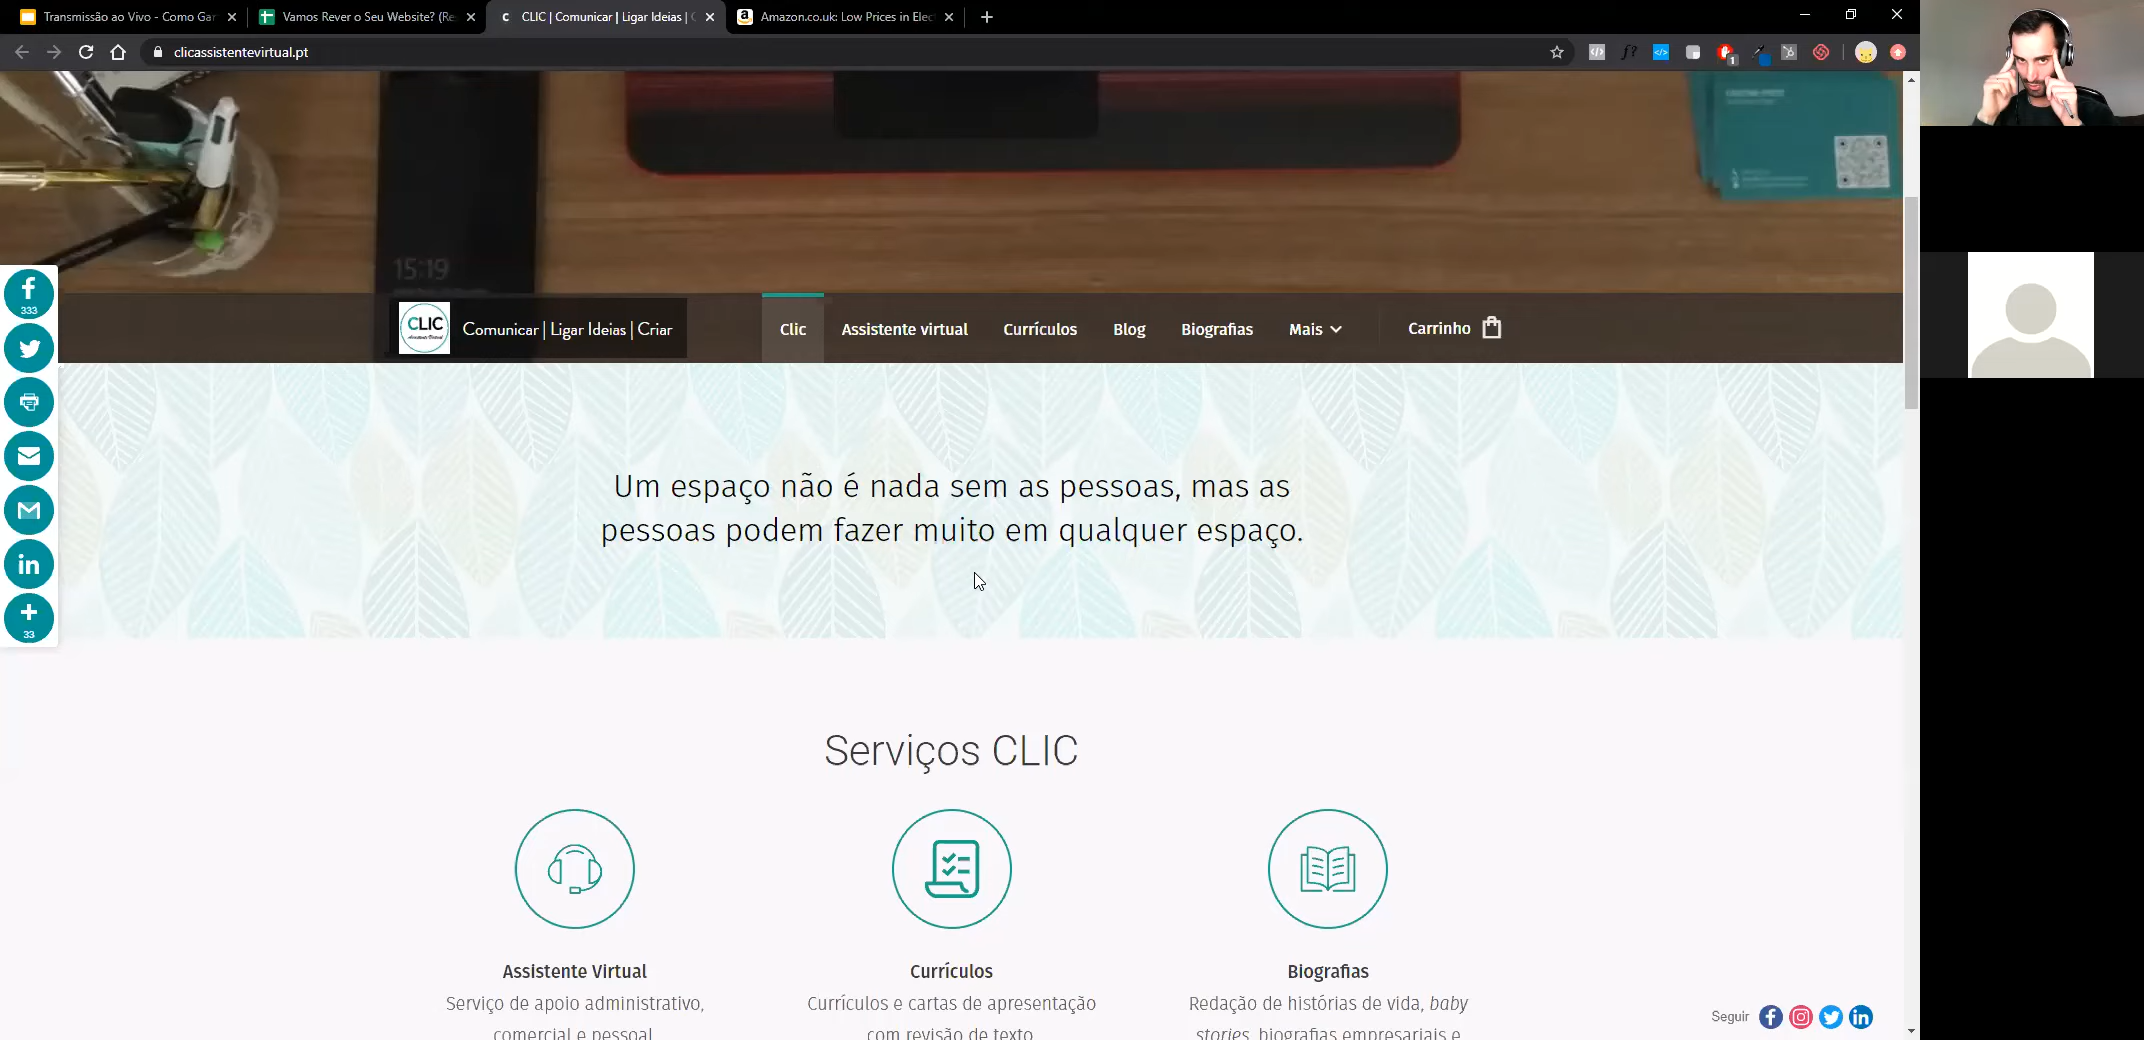 Transmissão ao Vivo - Como Gar
Vamos Rever o Seu Website? (Re
CLIC | Comunicar | Ligar Ideias |
Amazon.co.uk: Low Prices in Elec
clicassistentevirtual.pt
15:19
CLIC
Assistente Virtual
Comunicar | Ligar Ideias | Criar
Clic
Assistente virtual
Currículos
Blog
Biografias
Mais
Carrinho
333
33
Um espaço não é nada sem as pessoas, mas as
pessoas podem fazer muito em qualquer espaço.
Serviços CLIC
Assistente Virtual
Serviço de apoio administrativo,
comercial e pessoal
Currículos
Currículos e cartas de apresentação
com revisão de texto
Biografias
Redação de histórias de vida, baby
stories, biografias empresariais e
Seguir